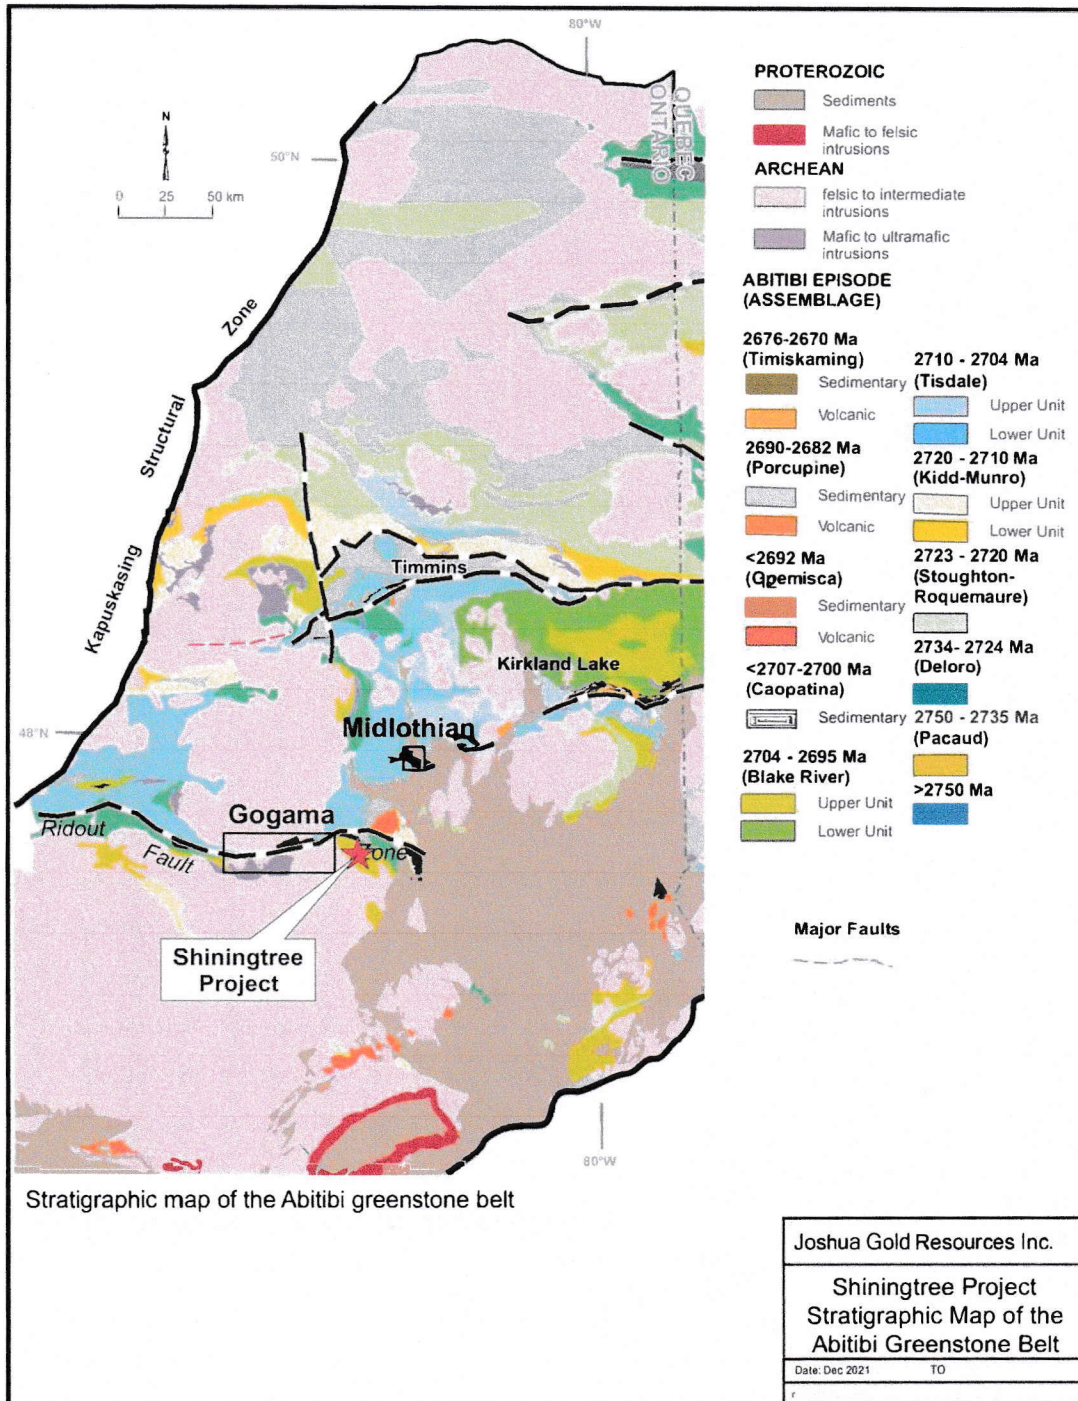 80°W
PROTEROZOIC
Sediments
Mafic to felsic
intrusions
ARCHEAN
felsic to intermediate
intrusions
Mafic to ultramafic
intrusions
ABITIBI EPISODE
(ASSEMBLAGE)
2676-2670 Ma
(Timiskaming)
Sedimentary
Volcanic
2690-2682 Ma
(Porcupine)
Sedimentary
Volcanic
<2692 Ma
Sedimentary
Volcanic
<2707-2700 Ma
(Caopatina)
Sedimentary
2704 - 2695 Ma
(Blake River)
Upper Unit
Lower Unit
2710 - 2704 Ma
(Tisdale)
Upper Unit
Lower Unit
2720 - 2710 Ma
(Kidd-Munro)
Upper Unit
Lower Unit
2723 - 2720 Ma
(Stoughton-
Roquemaure)
2734- 2724 Ma
(Deloro)
2750 - 2735 Ma
(Pacaud)
>2750 Ma
Major Faults
N
0 25 50 km
50°N
QUEBEC
ONTARIO
Kapuskasing Structural Zone
Timmins
Kirkland Lake
48°N
Midlothian
Gogama
Ridout
Fault
Zone
Shiningtree
Project
80°W
Stratigraphic map of the Abitibi greenstone belt
Joshua Gold Resources Inc.
Shiningtree Project
Stratigraphic Map of the
Abitibi Greenstone Belt
Date: Dec 2021 TO